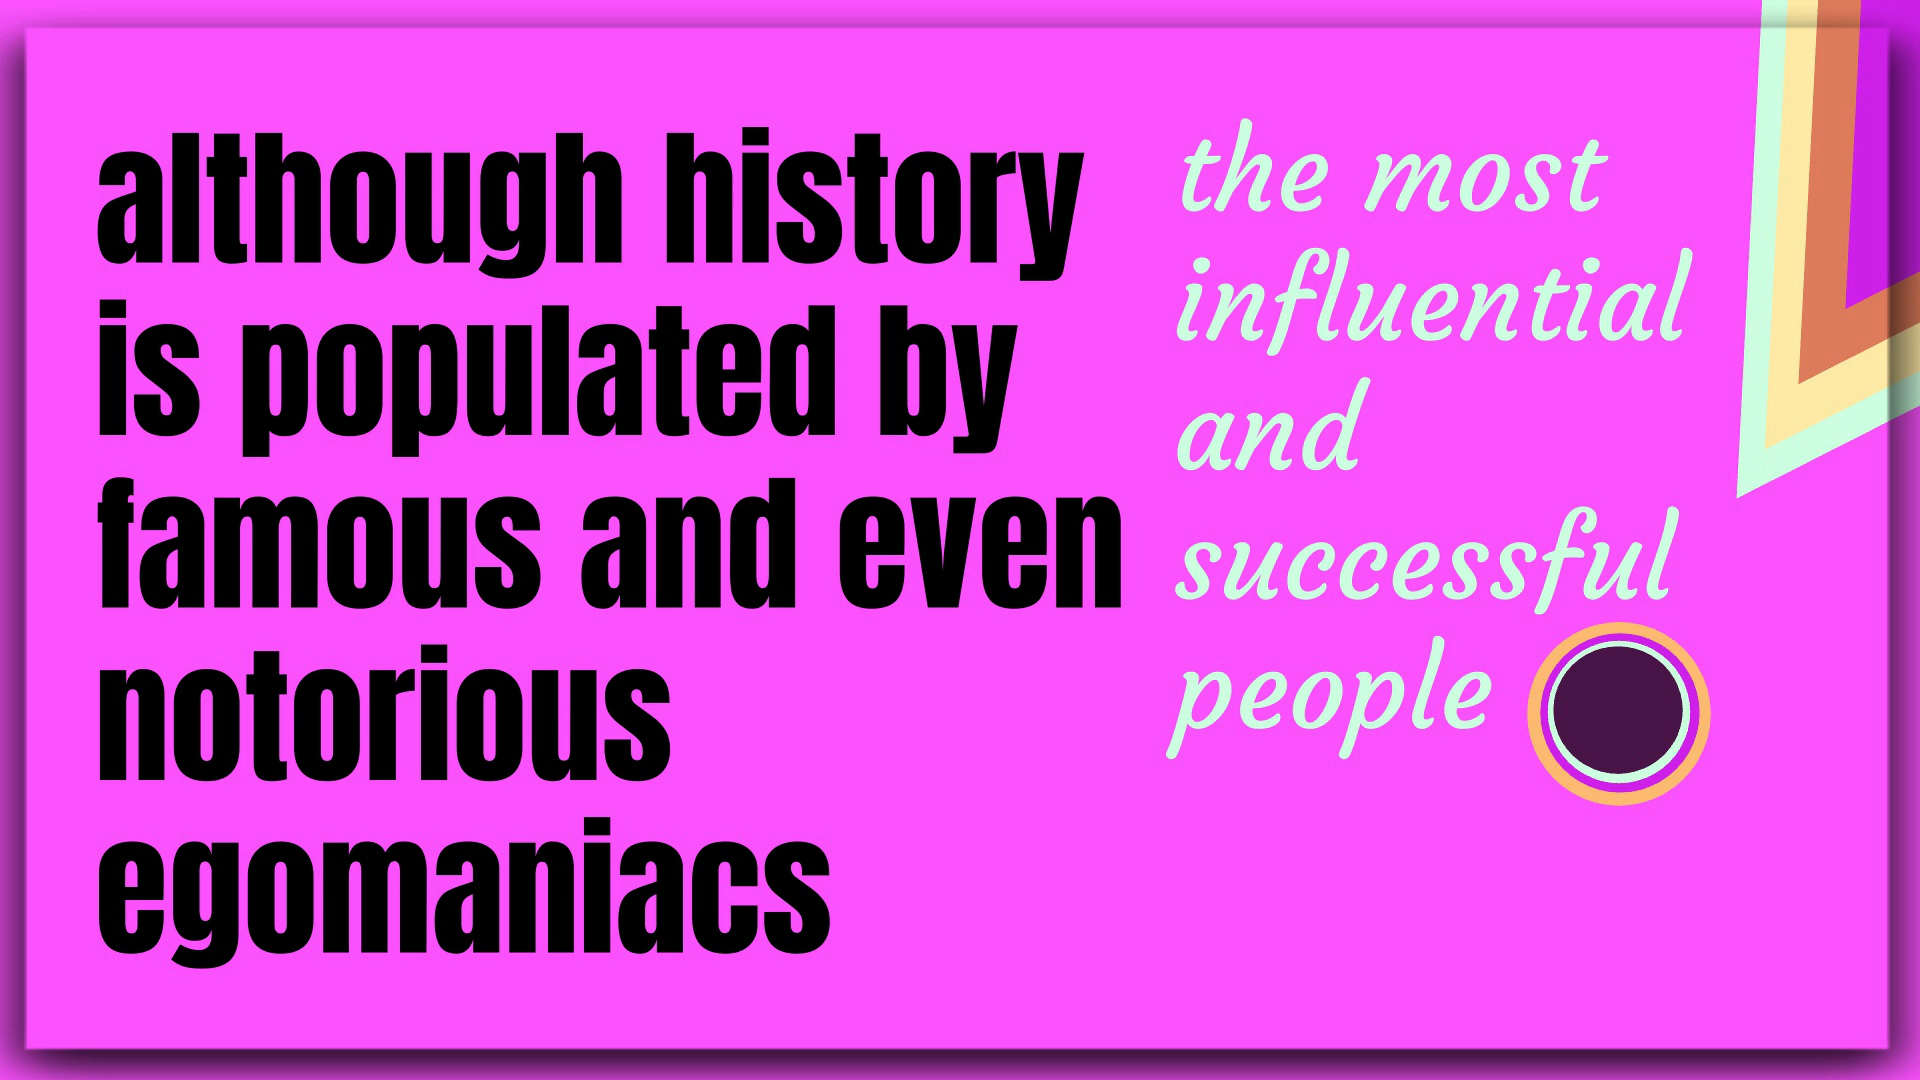 although history
is populated by
famous and even
notorious
egomaniacs
the most
influential
and
successful
people